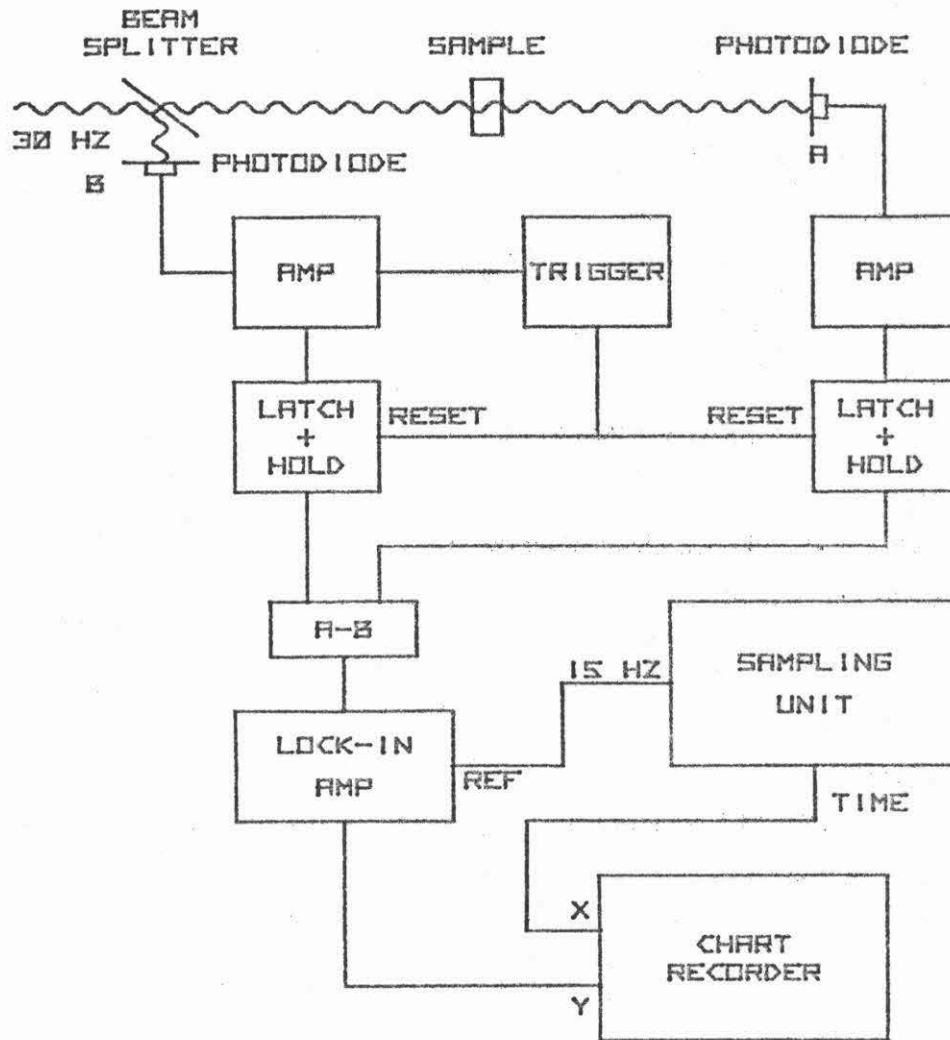 BEAM
SPLITTER
SAMPLE
PHOTODIODE
30 HZ
B
PHOTODIODE
A
AMP
TRIGGER
AMP
LATCH
+
HOLD
RESET
RESET
LATCH
+
HOLD
A-B
15 HZ
SAMPLING
UNIT
LOCK-IN
AMP
REF
TIME
X
CHART
RECORDER
Y